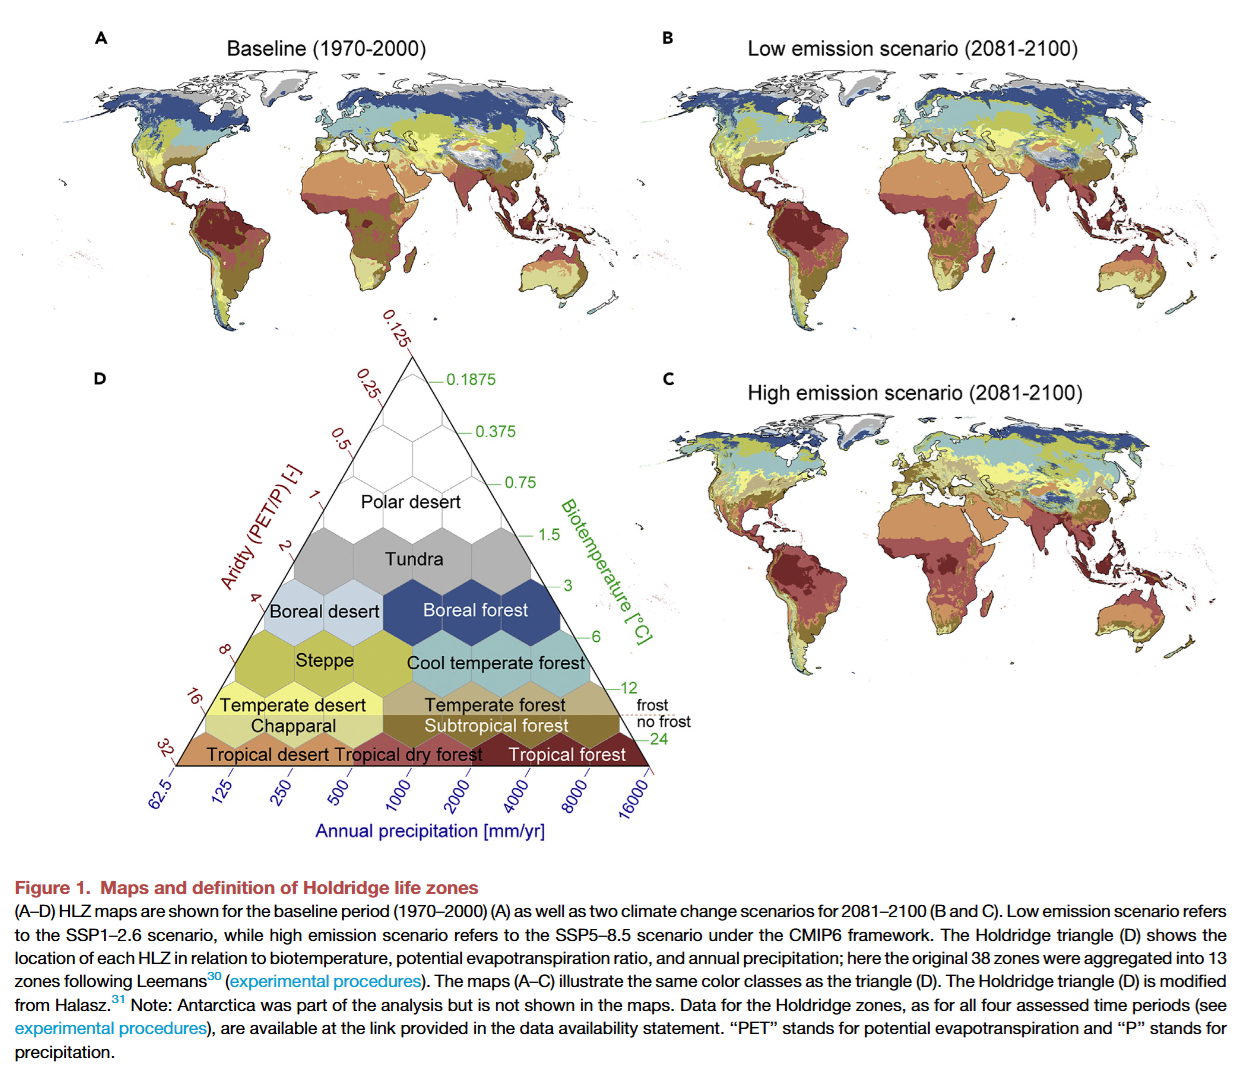 A
Baseline (1970-2000)
B
Low emission scenario (2081-2100)
C
High emission scenario (2081-2100)
D
0.125
0.25
0.5
1
2
4
8
16
32
Aridty (PET/P) [-]
0.1875
0.375
0.75
1.5
3
6
12
24
Biotemperature [°C]
frost
no frost
Polar desert
Tundra
Boreal desert
Boreal forest
Steppe
Cool temperate forest
Temperate desert
Temperate forest
Chapparal
Subtropical forest
Tropical desert
Tropical dry forest
Tropical forest
62.5
125
250
500
1000
2000
4000
8000
16000
Annual precipitation [mm/yr]
Figure 1. Maps and definition of Holdridge life zones
(A–D) HLZ maps are shown for the baseline period (1970–2000) (A) as well as two climate change scenarios for 2081–2100 (B and C). Low emission scenario refers
to the SSP1–2.6 scenario, while high emission scenario refers to the SSP5–8.5 scenario under the CMIP6 framework. The Holdridge triangle (D) shows the
location of each HLZ in relation to biotemperature, potential evapotranspiration ratio, and annual precipitation; here the original 38 zones were aggregated into 13
zones following Leemans30 (experimental procedures). The maps (A–C) illustrate the same color classes as the triangle (D). The Holdridge triangle (D) is modified
from Halasz.31 Note: Antarctica was part of the analysis but is not shown in the maps. Data for the Holdridge zones, as for all four assessed time periods (see
experimental procedures), are available at the link provided in the data availability statement. “PET” stands for potential evapotranspiration and “P” stands for
precipitation.